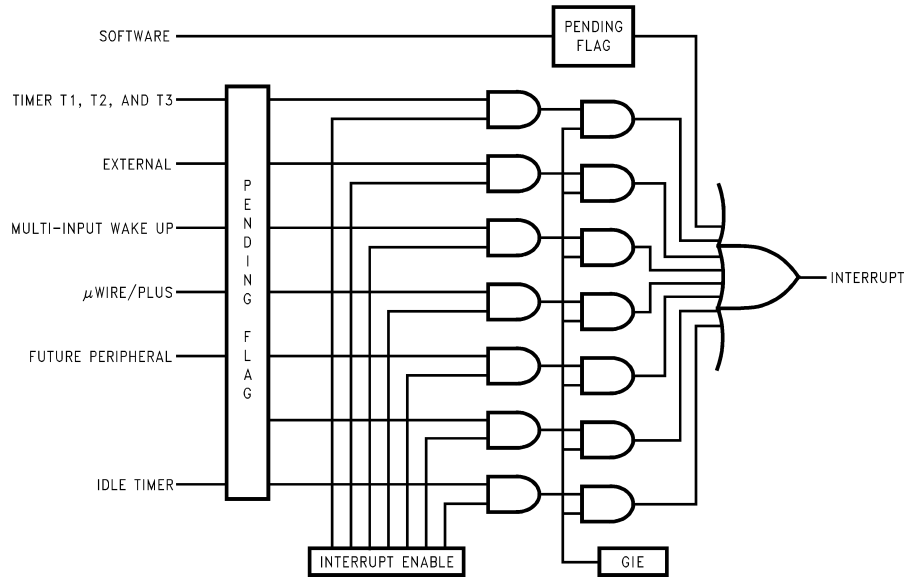 SOFTWARE
PENDING
FLAG
TIMER T1, T2, AND T3
EXTERNAL
MULTI-INPUT WAKE UP
μWIRE/PLUS
FUTURE PERIPHERAL
IDLE TIMER
PENDING FLAG
INTERRUPT
INTERRUPT ENABLE
GIE